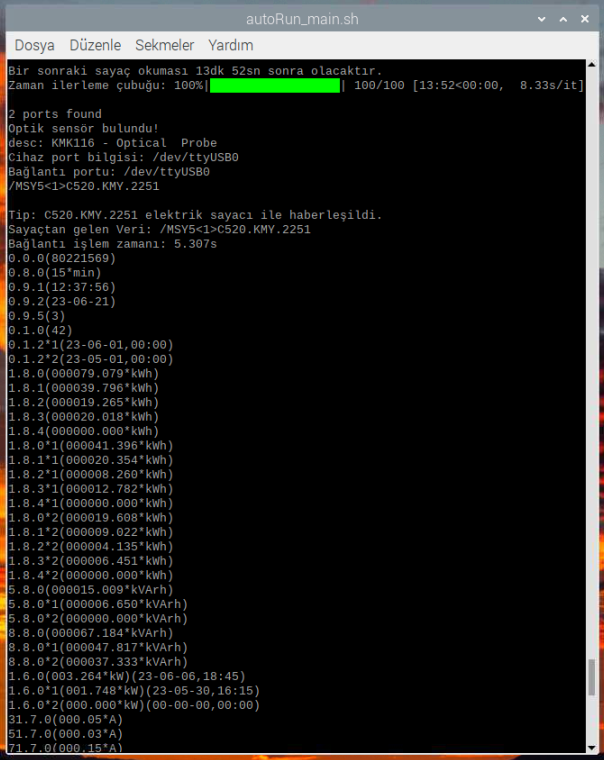 autoRun_main.sh
Dosya Düzenle Sekmeler Yardım
Bir sonraki sayaç okuması 13dk 52sn sonra olacaktır.
Zaman ilerleme çubuğu: 100%| | 100/100 [13:52<00:00,  8.33s/it]
2 ports found
Optik sensör bulundu!
desc: KMK116 - Optical  Probe
Cihaz port bilgisi: /dev/ttyUSB0
Bağlantı portu: /dev/ttyUSB0
/MSY5<1>C520.KMY.2251
Tip: C520.KMY.2251 elektrik sayacı ile haberleşildi.
Sayaçtan gelen Veri: /MSY5<1>C520.KMY.2251
Bağlantı işlem zamanı: 5.307s
0.0.0(80221569)
0.8.0(15*min)
0.9.1(12:37:56)
0.9.2(23-06-21)
0.9.5(3)
0.1.0(42)
0.1.2*1(23-06-01,00:00)
0.1.2*2(23-05-01,00:00)
1.8.0(000079.079*kWh)
1.8.1(000039.796*kWh)
1.8.2(000019.265*kWh)
1.8.3(000020.018*kWh)
1.8.4(000000.000*kWh)
1.8.0*1(000041.396*kWh)
1.8.1*1(000020.354*kWh)
1.8.2*1(000008.260*kWh)
1.8.3*1(000012.782*kWh)
1.8.4*1(000000.000*kWh)
1.8.0*2(000019.608*kWh)
1.8.1*2(000009.022*kWh)
1.8.2*2(000004.135*kWh)
1.8.3*2(000006.451*kWh)
1.8.4*2(000000.000*kWh)
5.8.0(000015.009*kVArh)
5.8.0*1(000006.650*kVArh)
5.8.0*2(000000.000*kVArh)
8.8.0(000067.184*kVArh)
8.8.0*1(000047.817*kVArh)
8.8.0*2(000037.333*kVArh)
1.6.0(003.264*kW)(23-06-06,18:45)
1.6.0*1(001.748*kW)(23-05-30,16:15)
1.6.0*2(000.000*kW)(00-00-00,00:00)
31.7.0(000.05*A)
51.7.0(000.03*A)
71.7.0(000.15*A)